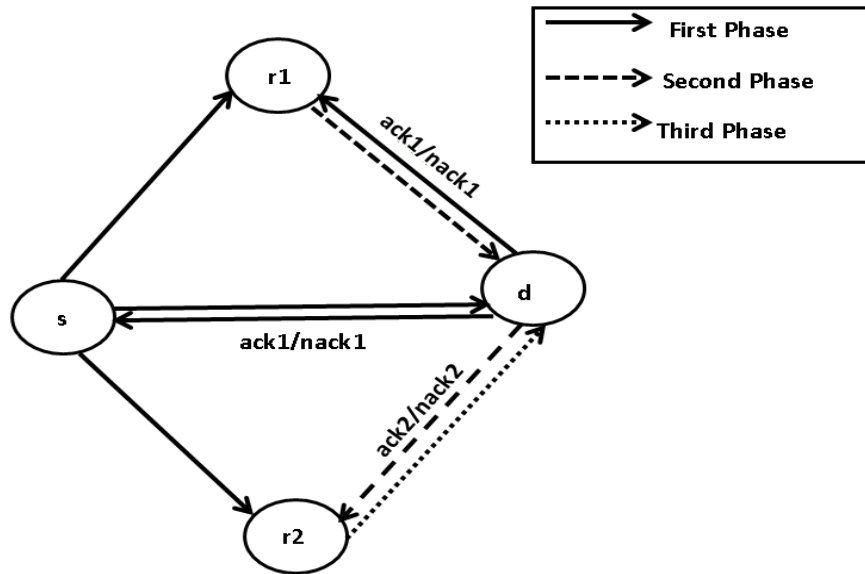 First Phase
Second Phase
Third Phase
r1
ack1/nack1
d
s
ack1/nack1
ack2/nack2
r2